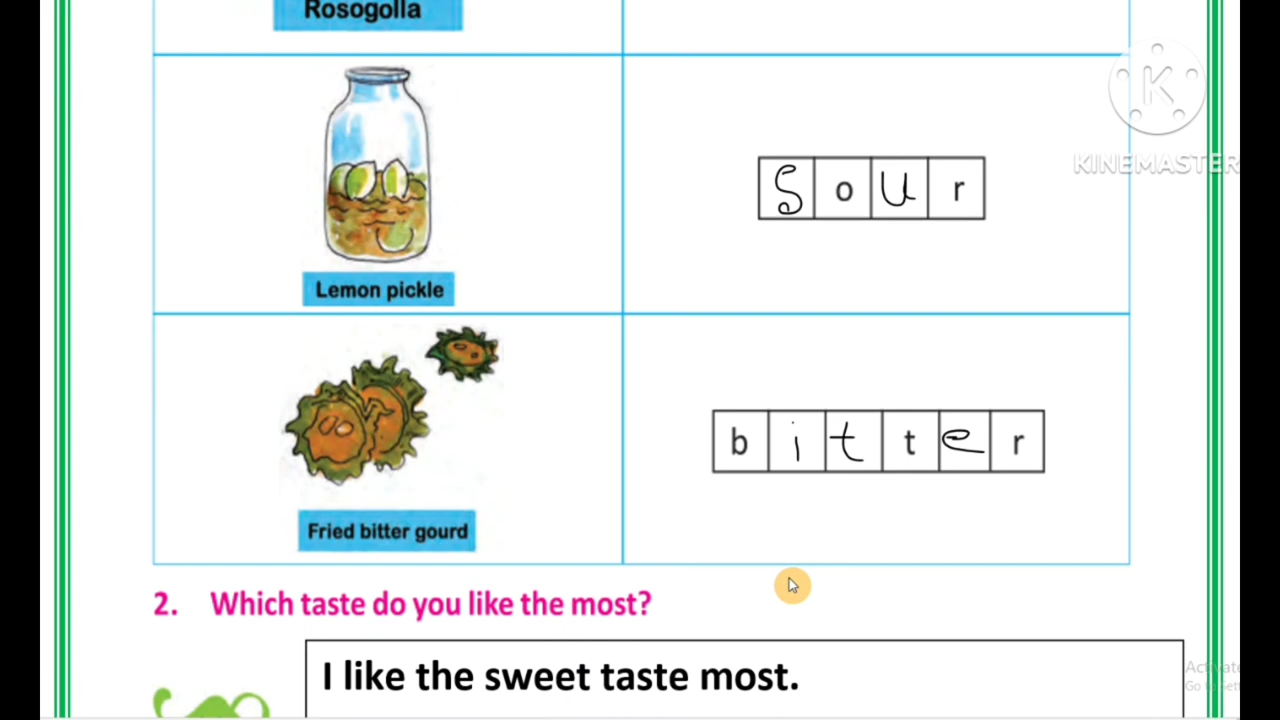 Rosogolla
K
KINEMASTER
Sour
Lemon pickle
bitter
Fried bitter gourd
2. Which taste do you like the most?
I like the sweet taste most.